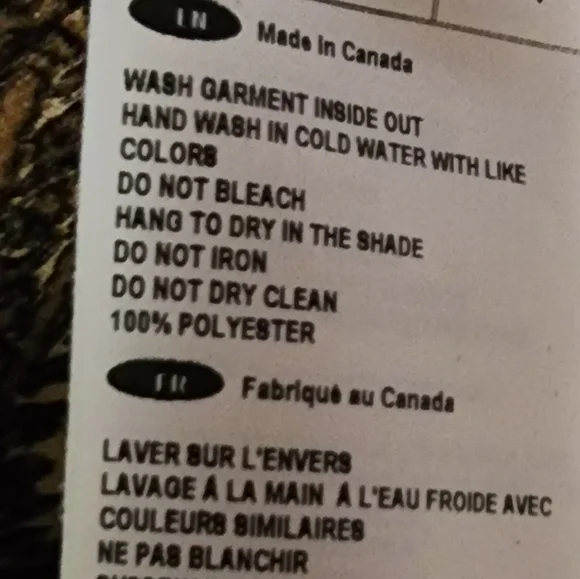 EN Made In Canada
WASH GARMENT INSIDE OUT
HAND WASH IN COLD WATER WITH LIKE
COLORS
DO NOT BLEACH
HANG TO DRY IN THE SHADE
DO NOT IRON
DO NOT DRY CLEAN
100% POLYESTER
FR Fabriqué au Canada
LAVER SUR L'ENVERS
LAVAGE À LA MAIN À L'EAU FROIDE AVEC
COULEURS SIMILAIRES
NE PAS BLANCHIR